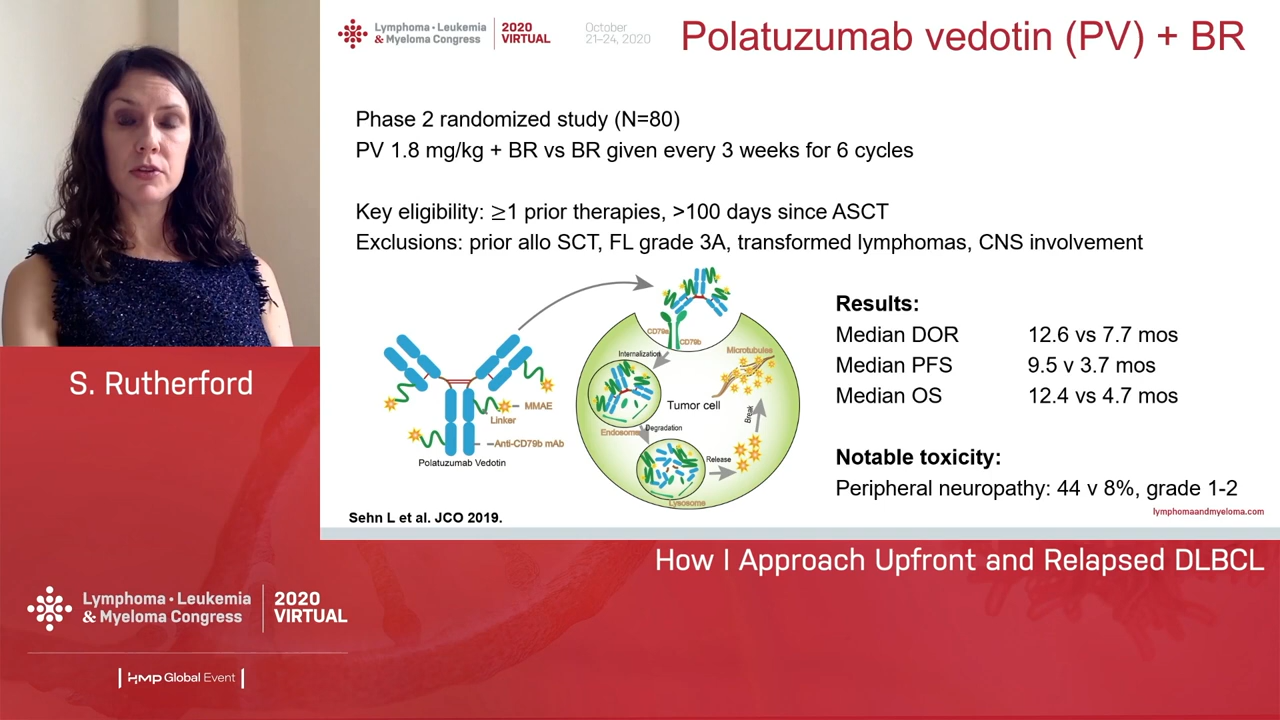 Lymphoma • Leukemia
& Myeloma Congress
2020
VIRTUAL
October
21–24, 2020
Polatuzumab vedotin (PV) + BR
Phase 2 randomized study (N=80)
PV 1.8 mg/kg + BR vs BR given every 3 weeks for 6 cycles
Key eligibility: ≥1 prior therapies, >100 days since ASCT
Exclusions: prior allo SCT, FL grade 3A, transformed lymphomas, CNS involvement
CD79a
CD79b
Internalization
Microtubules
Tumor cell
MMAE
Linker
Endosome
Degradation
Break
Anti-CD79b mAb
Release
Polatuzumab Vedotin
Lysosome
Results:
Median DOR 12.6 vs 7.7 mos
Median PFS 9.5 v 3.7 mos
Median OS 12.4 vs 4.7 mos
Notable toxicity:
Peripheral neuropathy: 44 v 8%, grade 1-2
lymphomaandmyeloma.com
Sehn L et al. JCO 2019.
S. Rutherford
How I Approach Upfront and Relapsed DLBCL
Lymphoma • Leukemia
& Myeloma Congress
2020
VIRTUAL
HMP Global Event